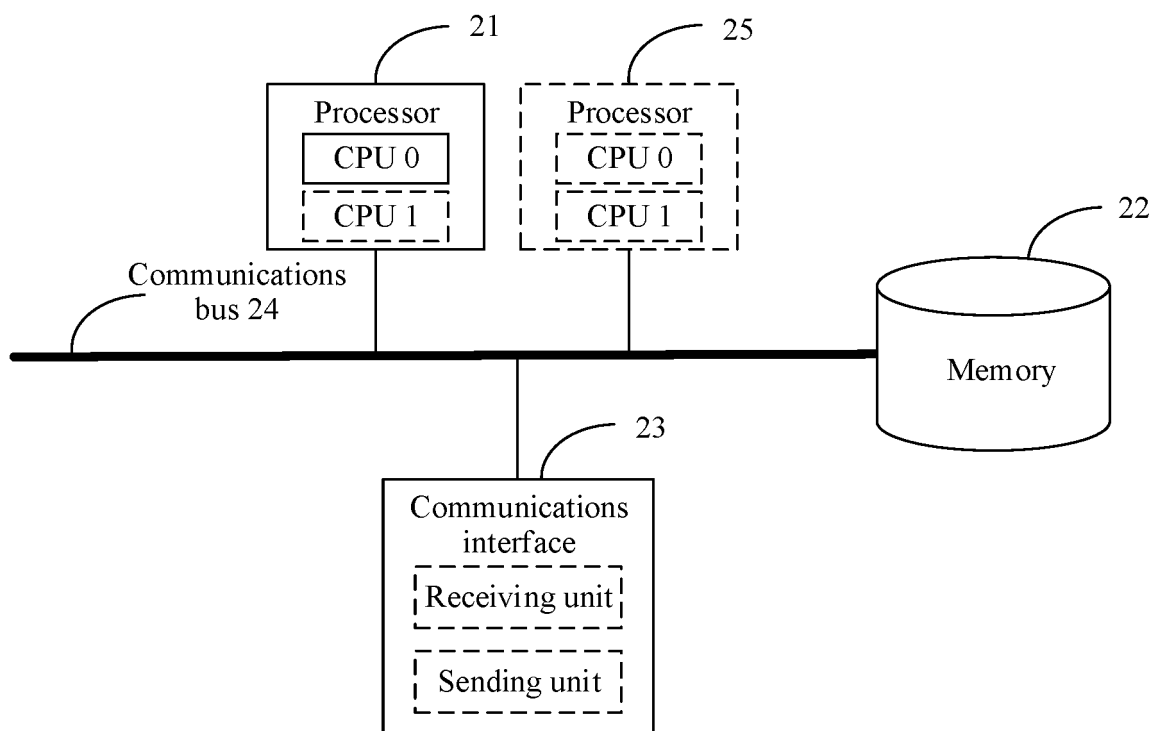 21
25
Processor
CPU 0
CPU 1
Processor
CPU 0
CPU 1
22
Communications
bus 24
Memory
23
Communications
interface
Receiving unit
Sending unit